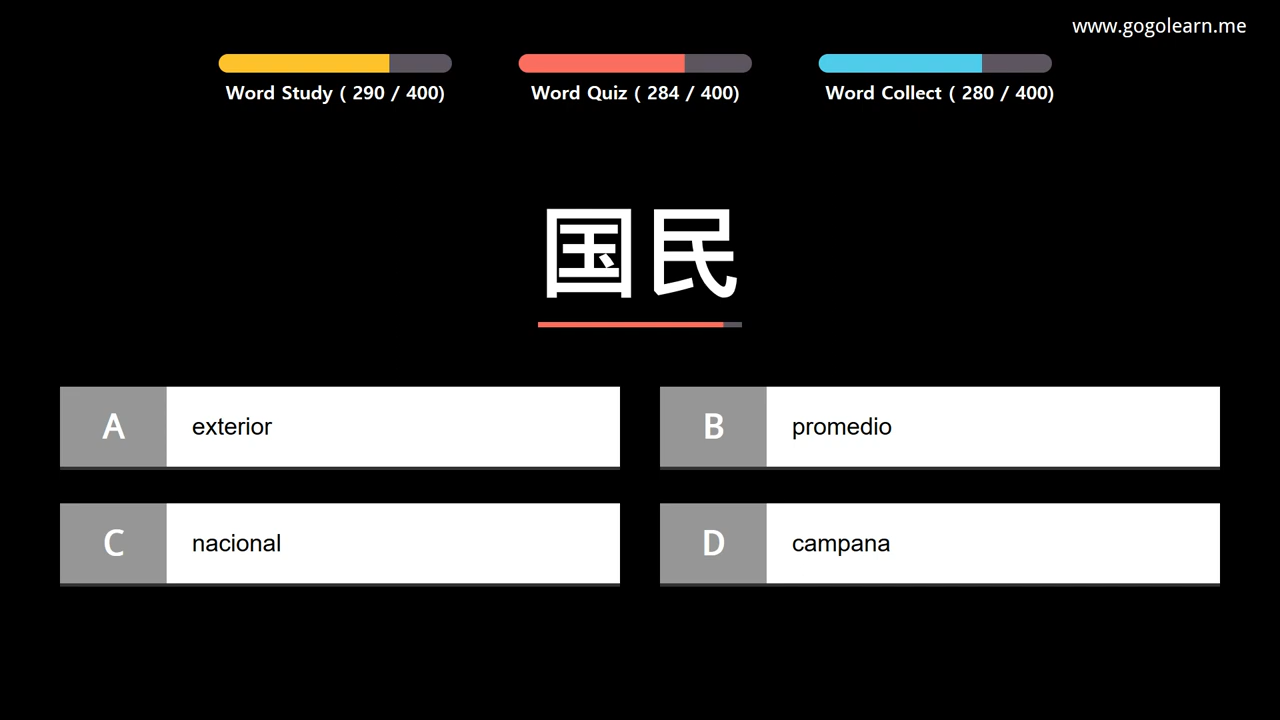 www.gogolearn.me
Word Study ( 290 / 400)
Word Quiz ( 284 / 400)
Word Collect ( 280 / 400)
国民
A exterior
B promedio
C nacional
D campana